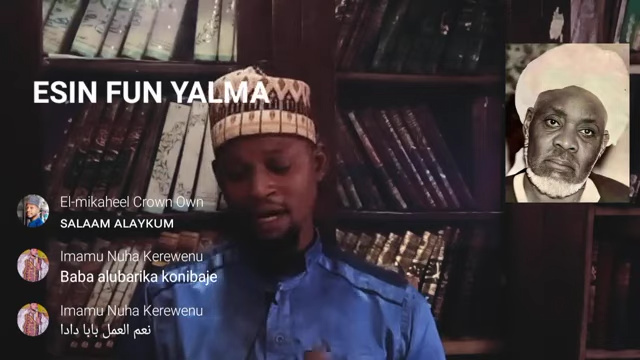 ESIN FUN YALMA
El-mikaheel Crown Own
SALAAM ALAYKUM
Imamu Nuha Kerewenu
Baba alubarika konibaje
Imamu Nuha Kerewenu
نعم العمل بابا دادا